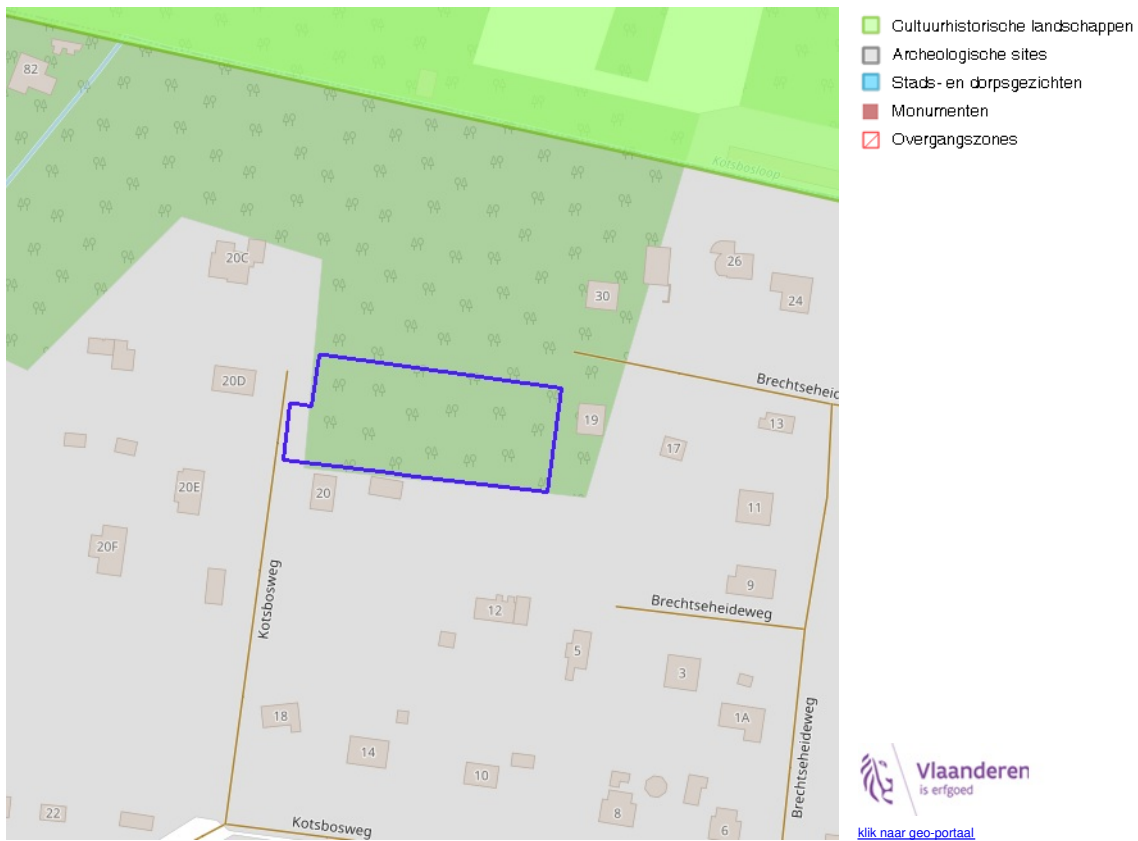 Cultuurhistorische landschappen
Archeologische sites
Stads- en dorpsgezichten
Monumenten
Overgangszones
82
Kotsbosloop
20C
26
30
24
20D
Brechtseheid
19
13
17
20E
20
11
20F
9
Kotsbosweg
12
Brechtseheideweg
5
3
18
1A
14
Brechtseheideweg
10
8
22
6
Kotsbosweg
Vlaanderen
is erfgoed
klik naar geo-portaal